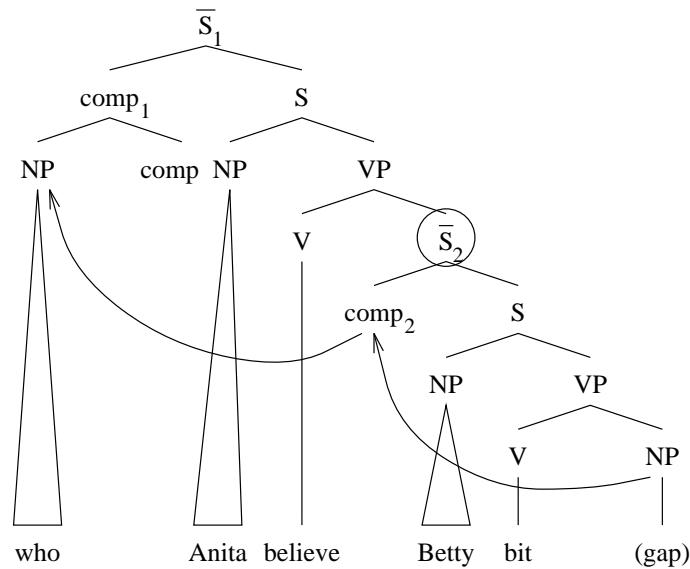 S̅₁
comp₁ S
NP comp NP VP
V S̅₂
comp₂ S
NP VP
V NP
who Anita believe Betty bit (gap)